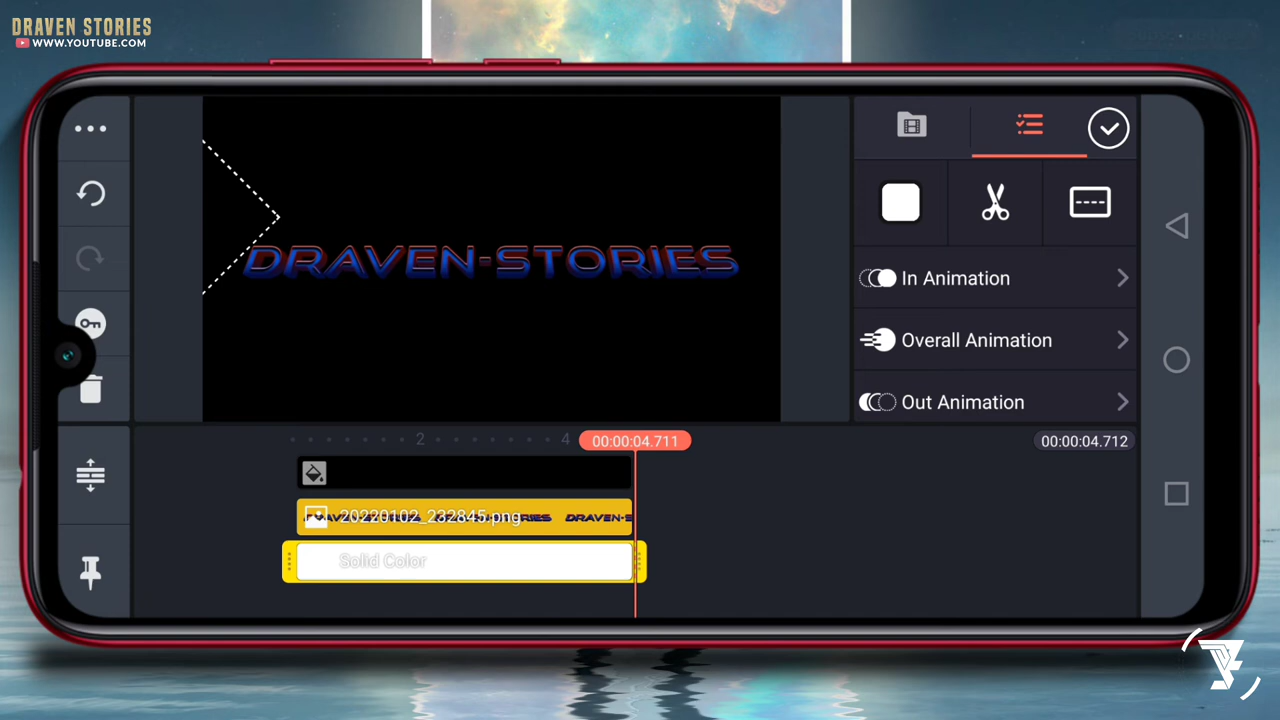 DRAVEN STORIES
WWW.YOUTUBE.COM
DRAVEN-STORIES
In Animation
Overall Animation
Out Animation
2
4
00:00:04.711
00:00:04.712
20220102_232845.png
DRAVEN-S
Solid Color